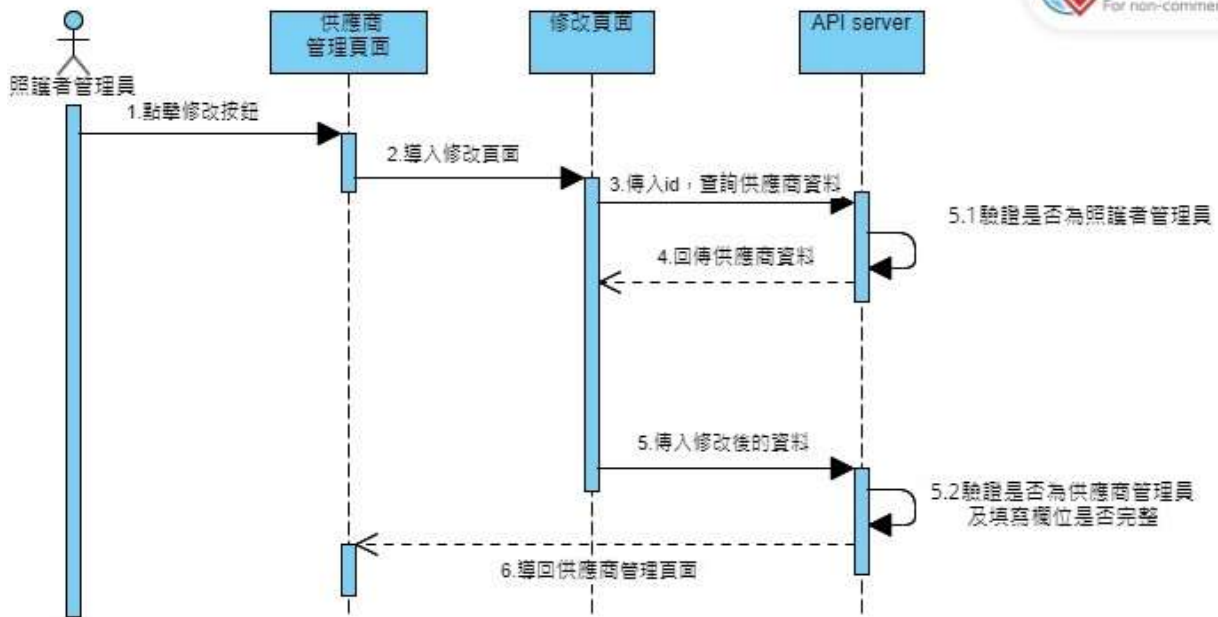 For non-commer
供應商
管理頁面
修改頁面
API server
照護者管理員
1.點擊修改按鈕
2.導入修改頁面
3.傳入id，查詢供應商資料
5.1驗證是否為照護者管理員
4.回傳供應商資料
5.傳入修改後的資料
5.2驗證是否為供應商管理員
及填寫欄位是否完整
6.導回供應商管理頁面